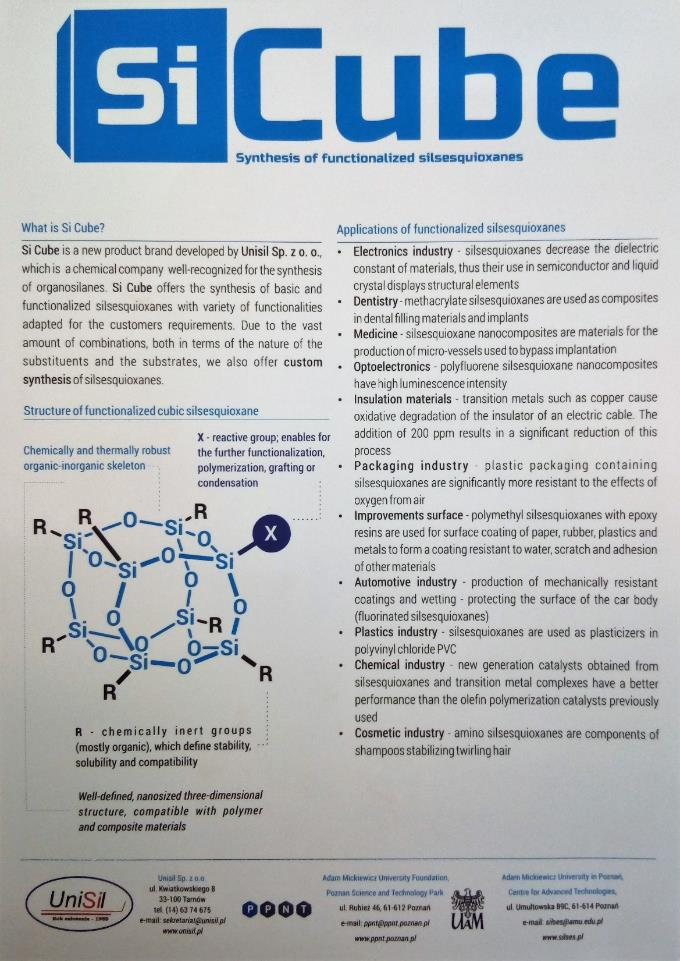 Si Cube
Synthesis of functionalized silsesquioxanes
What is Si Cube?
Si Cube is a new product brand developed by Unisil Sp. z o. o.,
which is a chemical company well-recognized for the synthesis
of organosilanes. Si Cube offers the synthesis of basic and
functionalized silsesquioxanes with variety of functionalities
adapted for the customers requirements. Due to the vast
amount of combinations, both in terms of the nature of the
substituents and the substrates, we also offer custom
synthesis of silsesquioxanes.
Structure of functionalized cubic silsesquioxane
Chemically and thermally robust
organic-inorganic skeleton
X - reactive group; enables for
the further functionalization,
polymerization, grafting or
condensation
R R O Si R X
Si O O
Si O Si
O O O O
Si R
R Si O O Si
O Si O R
R
R - chemically inert groups
(mostly organic), which define stability,
solubility and compatibility
Well-defined, nanosized three-dimensional
structure, compatible with polymer
and composite materials
Applications of functionalized silsesquioxanes
• Electronics industry - silsesquioxanes decrease the dielectric
constant of materials, thus their use in semiconductor and liquid
crystal displays structural elements
• Dentistry - methacrylate silsesquioxanes are used as composites
in dental filling materials and implants
• Medicine - silsesquioxane nanocomposites are materials for the
production of micro-vessels used to bypass implantation
• Optoelectronics - polyfluorene silsesquioxane nanocomposites
have high luminescence intensity
• Insulation materials - transition metals such as copper cause
oxidative degradation of the insulator of an electric cable. The
addition of 200 ppm results in a significant reduction of this
process
• Packaging industry - plastic packaging containing
silsesquioxanes are significantly more resistant to the effects of
oxygen from air
• Improvements surface - polymethyl silsesquioxanes with epoxy
resins are used for surface coating of paper, rubber, plastics and
metals to form a coating resistant to water, scratch and adhesion
of other materials
• Automotive industry - production of mechanically resistant
coatings and wetting - protecting the surface of the car body
(fluorinated silsesquioxanes)
• Plastics industry - silsesquioxanes are used as plasticizers in
polyvinyl chloride PVC
• Chemical industry - new generation catalysts obtained from
silsesquioxanes and transition metal complexes have a better
performance than the olefin polymerization catalysts previously
used
• Cosmetic industry - amino silsesquioxanes are components of
shampoos stabilizing twirling hair
UniSil
Rok założenia - 1989
Unisil Sp. z o.o.
ul. Kwiatkowskiego 8
33-100 Tarnów
tel. (14) 63 74 675
e-mail: sekretariat@unisil.pl
www.unisil.pl
PPNT
Adam Mickiewicz University Foundation,
Poznan Science and Technology Park
ul. Rubież 46, 61-612 Poznań
e-mail: ppnt@ppnt.poznan.pl
www.ppnt.poznan.pl
UAM
Adam Mickiewicz University in Poznań,
Centre for Advanced Technologies,
ul. Umultowska 89C, 61-614 Poznań
e-mail: silses@amu.edu.pl
www.silses.pl